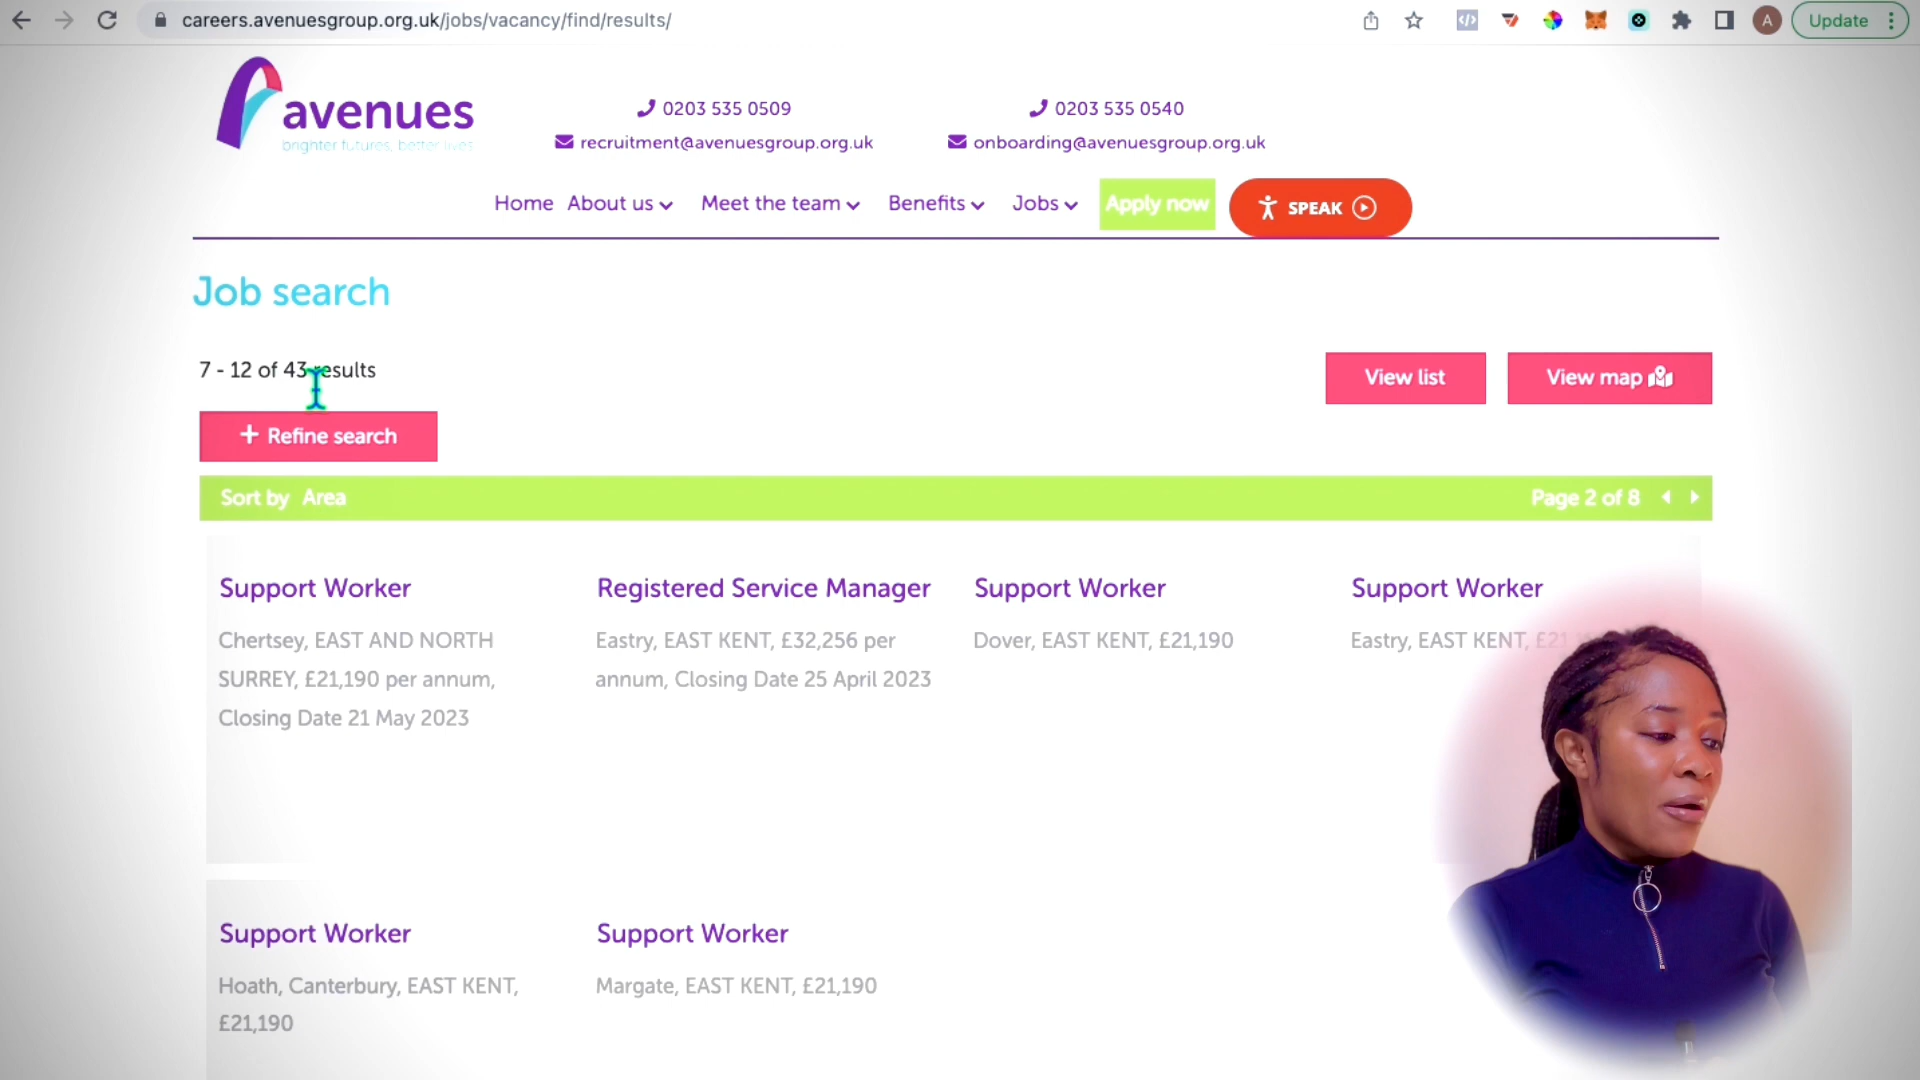 careers.avenuesgroup.org.uk/jobs/vacancy/find/results/
A
Update
avenues
brighter futures, better lives
0203 535 0509
0203 535 0540
recruitment@avenuesgroup.org.uk
onboarding@avenuesgroup.org.uk
Home About us Meet the team Benefits Jobs Apply now SPEAK
Job search
7 - 12 of 43 results
View list
View map
+ Refine search
Sort by Area
Page 2 of 8
Support Worker
Chertsey, EAST AND NORTH
SURREY, £21,190 per annum,
Closing Date 21 May 2023
Registered Service Manager
Eastry, EAST KENT, £32,256 per
annum, Closing Date 25 April 2023
Support Worker
Dover, EAST KENT, £21,190
Support Worker
Eastry, EAST KENT,
Support Worker
Hoath, Canterbury, EAST KENT,
£21,190
Support Worker
Margate, EAST KENT, £21,190